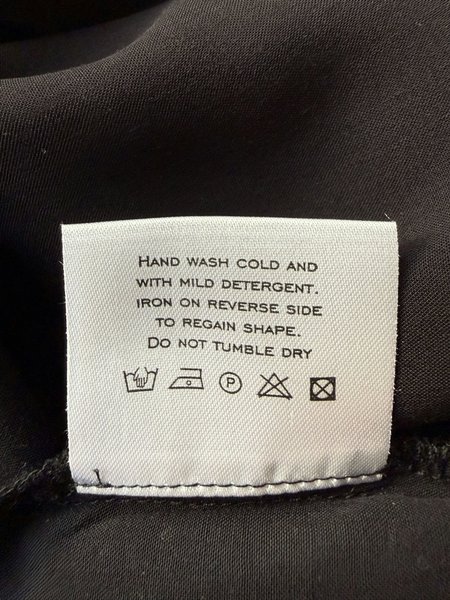 HAND WASH COLD AND
WITH MILD DETERGENT.
IRON ON REVERSE SIDE
TO REGAIN SHAPE.
DO NOT TUMBLE DRY
P